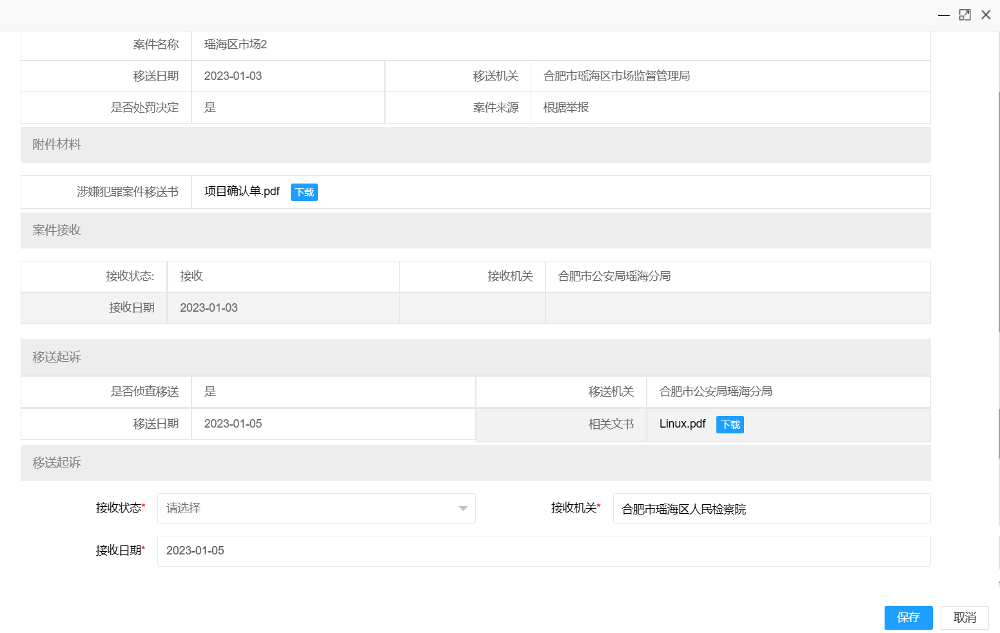 案件名称 瑶海区市场2
移送日期 2023-01-03 移送机关 合肥市瑶海区市场监督管理局
是否处罚决定 是 案件来源 根据举报
附件材料
涉嫌犯罪案件移送书 项目确认单.pdf 下载
案件接收
接收状态: 接收 接收机关 合肥市公安局瑶海分局
接收日期 2023-01-03
移送起诉
是否侦查移送 是 移送机关 合肥市公安局瑶海分局
移送日期 2023-01-05 相关文书 Linux.pdf 下载
移送起诉
接收状态* 请选择 接收机关* 合肥市瑶海区人民检察院
接收日期* 2023-01-05
保存 取消